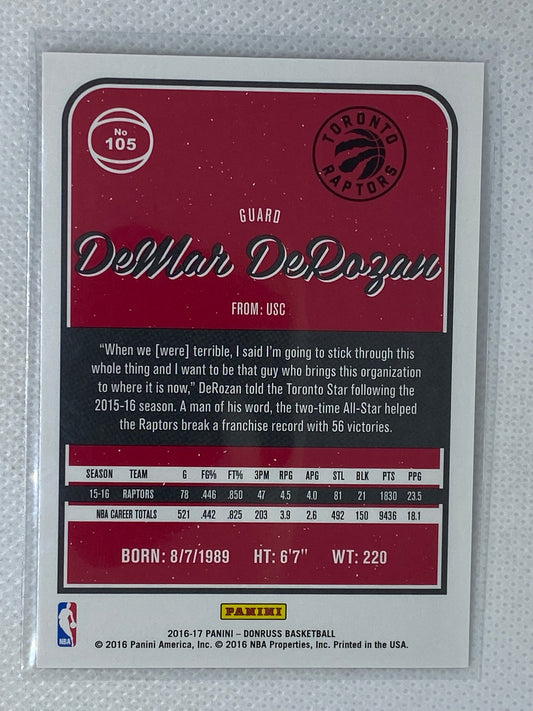 No
105
TORONTO
RAPTORS
GUARD
DeMar DeRozan
FROM: USC
“When we [were] terrible, I said I’m going to stick through this
whole thing and I want to be that guy who brings this organization
to where it is now,” DeRozan told the Toronto Star following the
2015-16 season. A man of his word, the two-time All-Star helped
the Raptors break a franchise record with 56 victories.
SEASON TEAM G FG% FT% 3PM RPG APG STL BLK PTS PPG
15-16 RAPTORS 78 .446 .850 47 4.5 4.0 81 21 1830 23.5
NBA CAREER TOTALS 521 .442 .825 203 3.9 2.6 492 150 9436 18.1
BORN: 8/7/1989 HT: 6'7" WT: 220
PANINI
NBA
2016-17 PANINI – DONRUSS BASKETBALL
© 2016 Panini America, Inc. © 2016 NBA Properties, Inc. Printed in the USA.